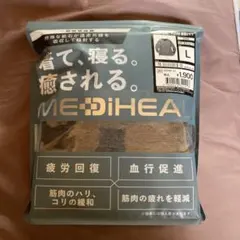 着て、寝る。
癒される。
MEDiHEA
L
1,900
疲労回復
血行促進
筋肉のハリ、
コリの緩和
筋肉の疲れを軽減